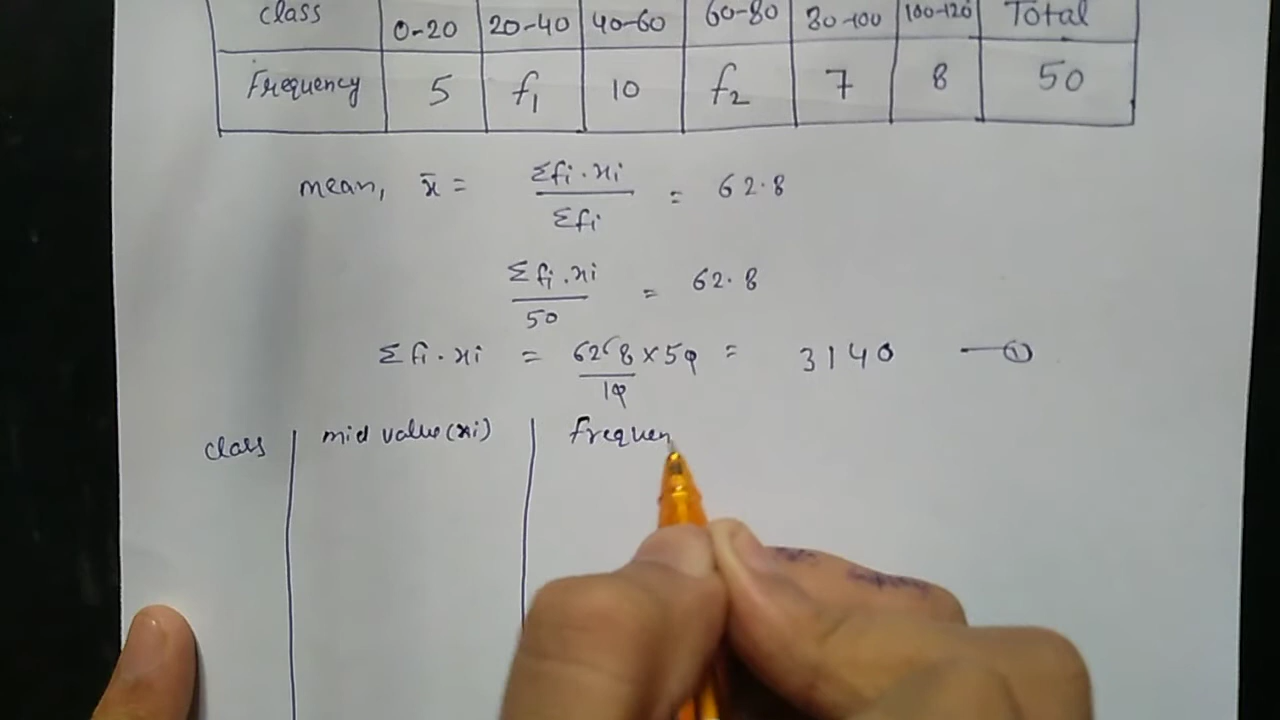 class 0-20 20-40 40-60 60-80 80-100 100-120 Total
Frequency 5 f₁ 10 f₂ 7 8 50
mean, x̄ = Σfi·xi / Σfi = 62.8
Σfi·xi / 50 = 62.8
Σfi·xi = 628×50 / 10 = 3140 —①
class mid value(xi) frequen